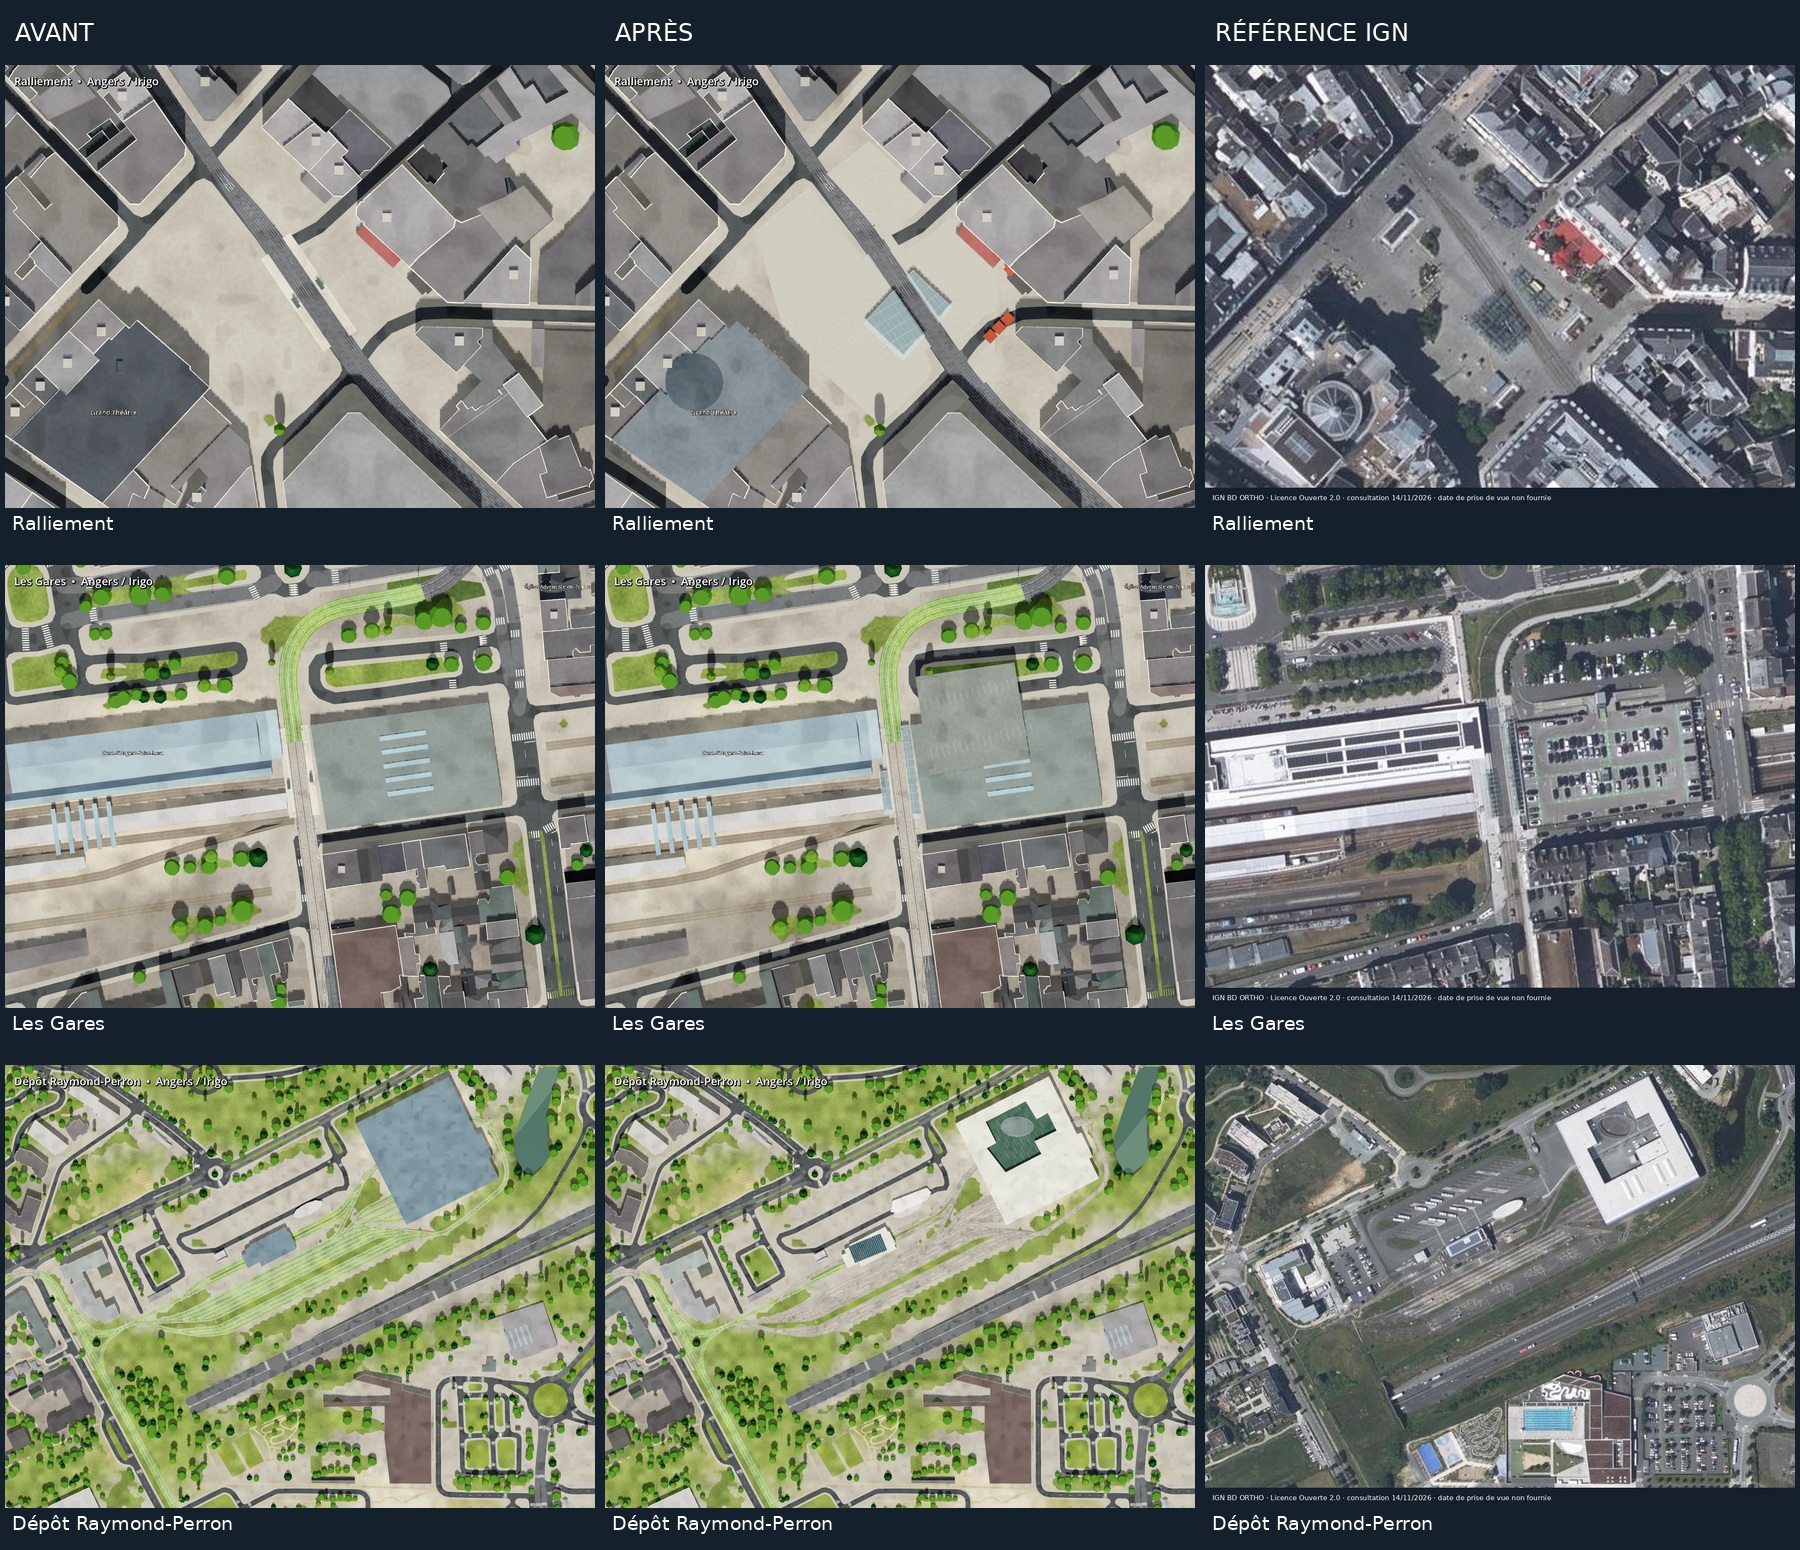 AVANT
APRÈS
RÉFÉRENCE IGN
Ralliement • Angers / Irigo
Grand Théâtre
Ralliement • Angers / Irigo
Grand Théâtre
IGN BD ORTHO · Licence Ouverte 2.0 · consultation 14/11/2026 · date de prise de vue non fournie
Ralliement
Ralliement
Ralliement
Les Gares • Angers / Irigo
Les Gares • Angers / Irigo
IGN BD ORTHO · Licence Ouverte 2.0 · consultation 14/11/2026 · date de prise de vue non fournie
Les Gares
Les Gares
Les Gares
Dépôt Raymond-Perron • Angers / Irigo
Dépôt Raymond-Perron • Angers / Irigo
IGN BD ORTHO · Licence Ouverte 2.0 · consultation 14/11/2026 · date de prise de vue non fournie
Dépôt Raymond-Perron
Dépôt Raymond-Perron
Dépôt Raymond-Perron